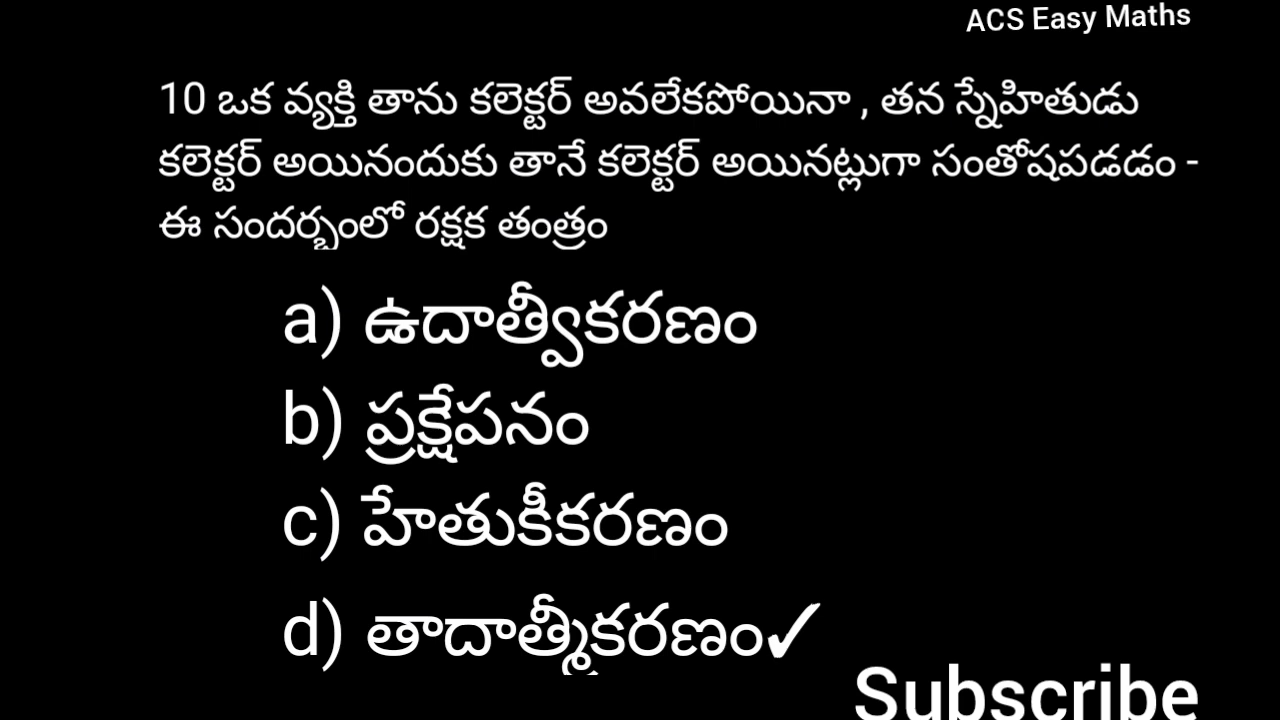 ACS Easy Maths
10 ఒక వ్యక్తి తాను కలెక్టర్ అవలేకపోయినా , తన స్నేహితుడు
కలెక్టర్ అయినందుకు తానే కలెక్టర్ అయినట్లుగా సంతోషపడడం -
ఈ సందర్భంలో రక్షక తంత్రం
a) ఉదాత్వీకరణం
b) ప్రక్షేపనం
c) హేతుకీకరణం
d) తాదాత్మీకరణం✓
Subscribe